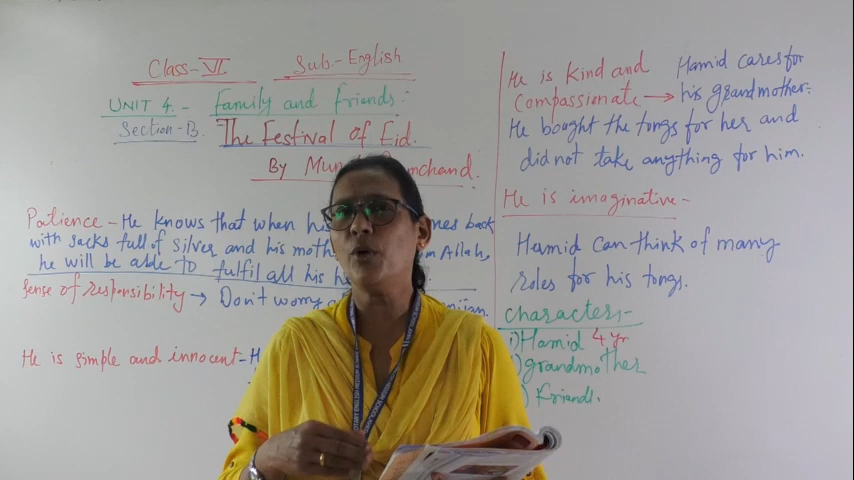 Class-VI Sub-English
UNIT 4.- Family and friends.
Section-B. The Festival of Eid.
By mchand.
Patience - He knows that when his back
with sacks full of silver and his moth Allah,
he will be able to fulfil all his
sense of responsibility → Don't worry
He is simple and innocent-
He is Kind and
Compassionate → Hamid cares for
his grandmother.
He bought the tongs for her and
did not take anything for him.
He is imaginative-
Hamid can think of many
roles for his tongs.
characters:-
i) Hamid 4 yr
) grandmother
) friends.